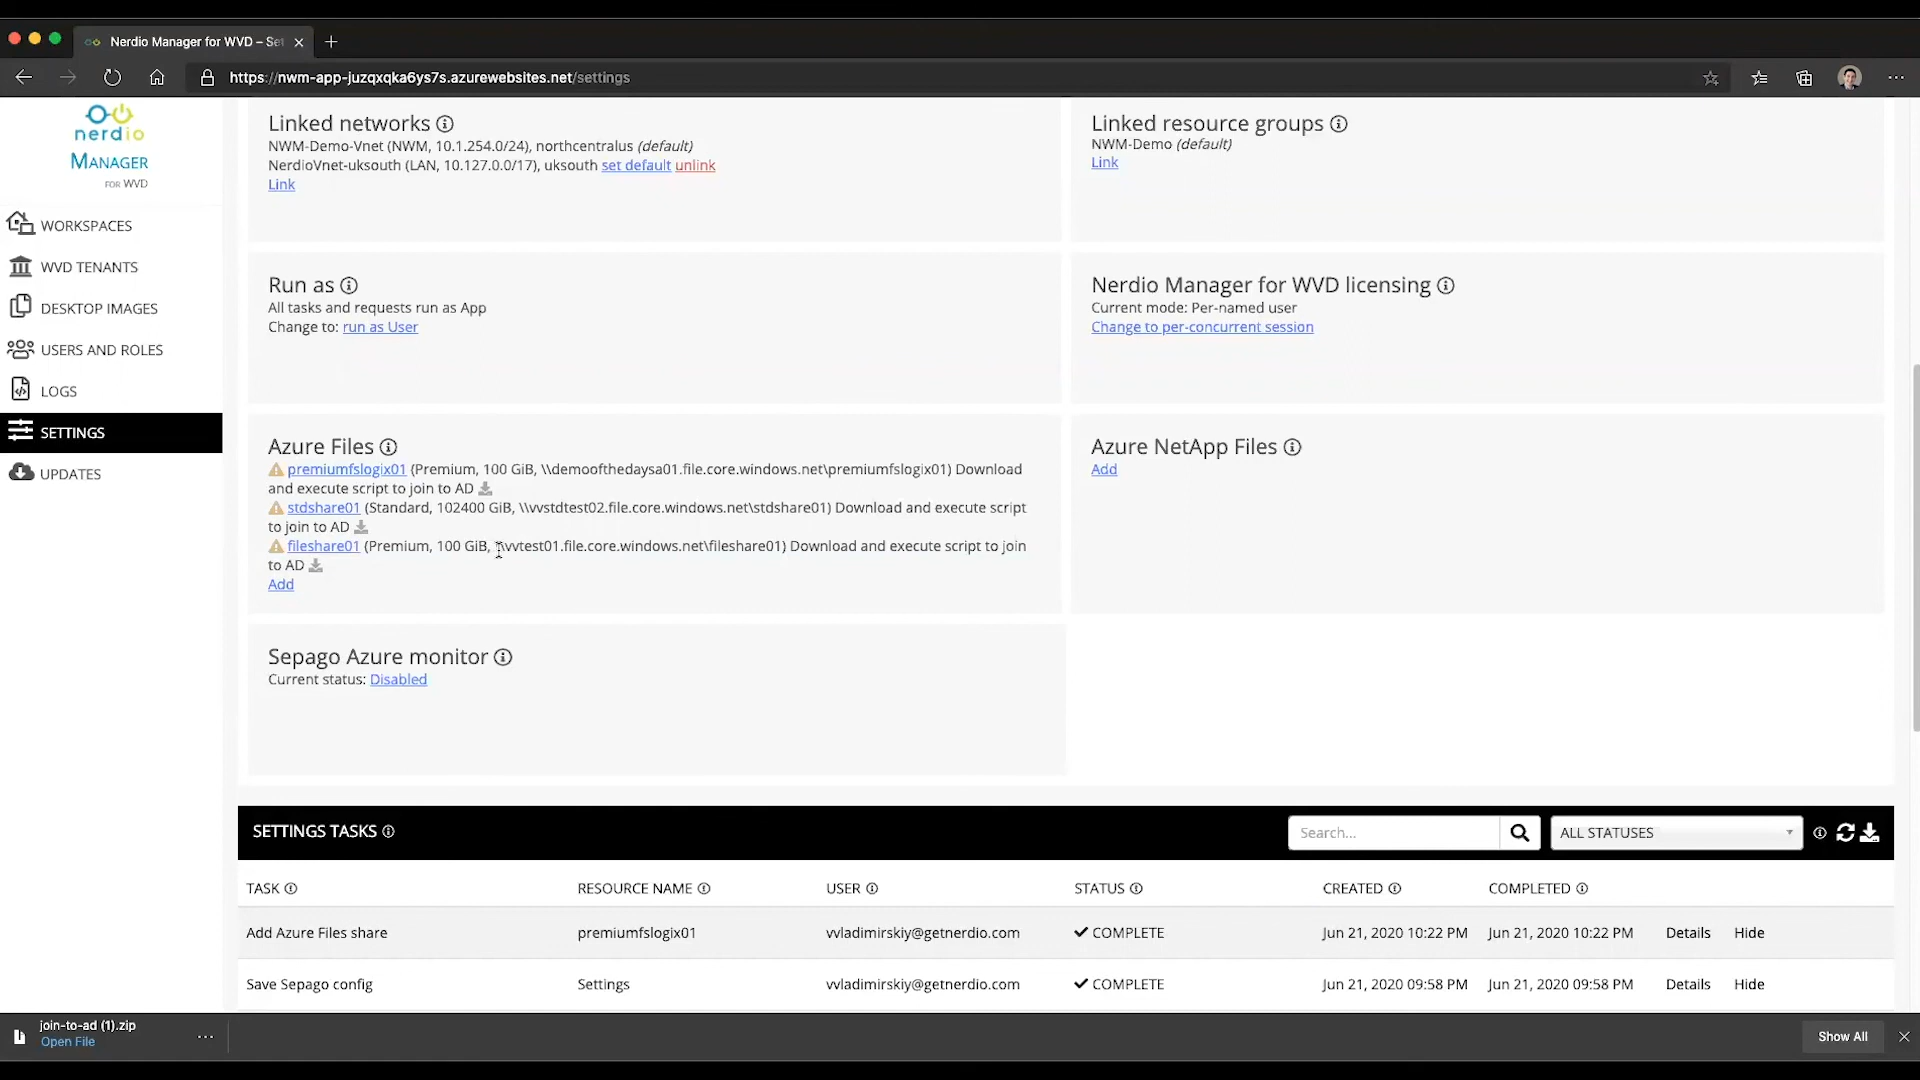 Nerdio Manager for WVD – Set
https://nwm-app-juzqxqka6ys7s.azurewebsites.net/settings
nerdio
MANAGER
FOR WVD
WORKSPACES
WVD TENANTS
DESKTOP IMAGES
USERS AND ROLES
LOGS
SETTINGS
UPDATES
Linked networks
NWM-Demo-Vnet (NWM, 10.1.254.0/24), northcentralus (default)
NerdioVnet-uksouth (LAN, 10.127.0.0/17), uksouth set default unlink
Link
Linked resource groups
NWM-Demo (default)
Link
Run as
All tasks and requests run as App
Change to: run as User
Nerdio Manager for WVD licensing
Current mode: Per-named user
Change to per-concurrent session
Azure Files
premiumfslogix01 (Premium, 100 GiB, \\demoofthedaysa01.file.core.windows.net\premiumfslogix01) Download
and execute script to join to AD
stdshare01 (Standard, 102400 GiB, \\vvstdtest02.file.core.windows.net\stdshare01) Download and execute script
to join to AD
fileshare01 (Premium, 100 GiB, \\vvtest01.file.core.windows.net\fileshare01) Download and execute script to join
to AD
Add
Azure NetApp Files
Add
Sepago Azure monitor
Current status: Disabled
SETTINGS TASKS
Search...
ALL STATUSES
TASK RESOURCE NAME USER STATUS CREATED COMPLETED
Add Azure Files share premiumfslogix01 vvladimirskiy@getnerdio.com COMPLETE Jun 21, 2020 10:22 PM Jun 21, 2020 10:22 PM Details Hide
Save Sepago config Settings vvladimirskiy@getnerdio.com COMPLETE Jun 21, 2020 09:58 PM Jun 21, 2020 09:58 PM Details Hide
join-to-ad (1).zip
Open File
Show All